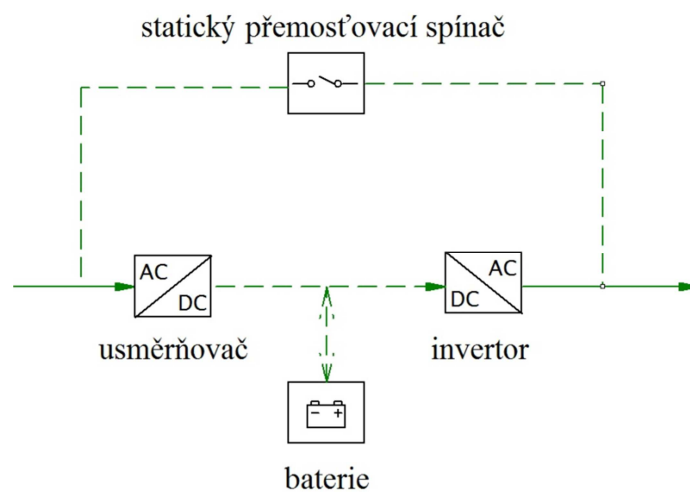 statický přemosťovací spínač
AC
DC
AC
DC
usměrňovač
invertor
- +
baterie